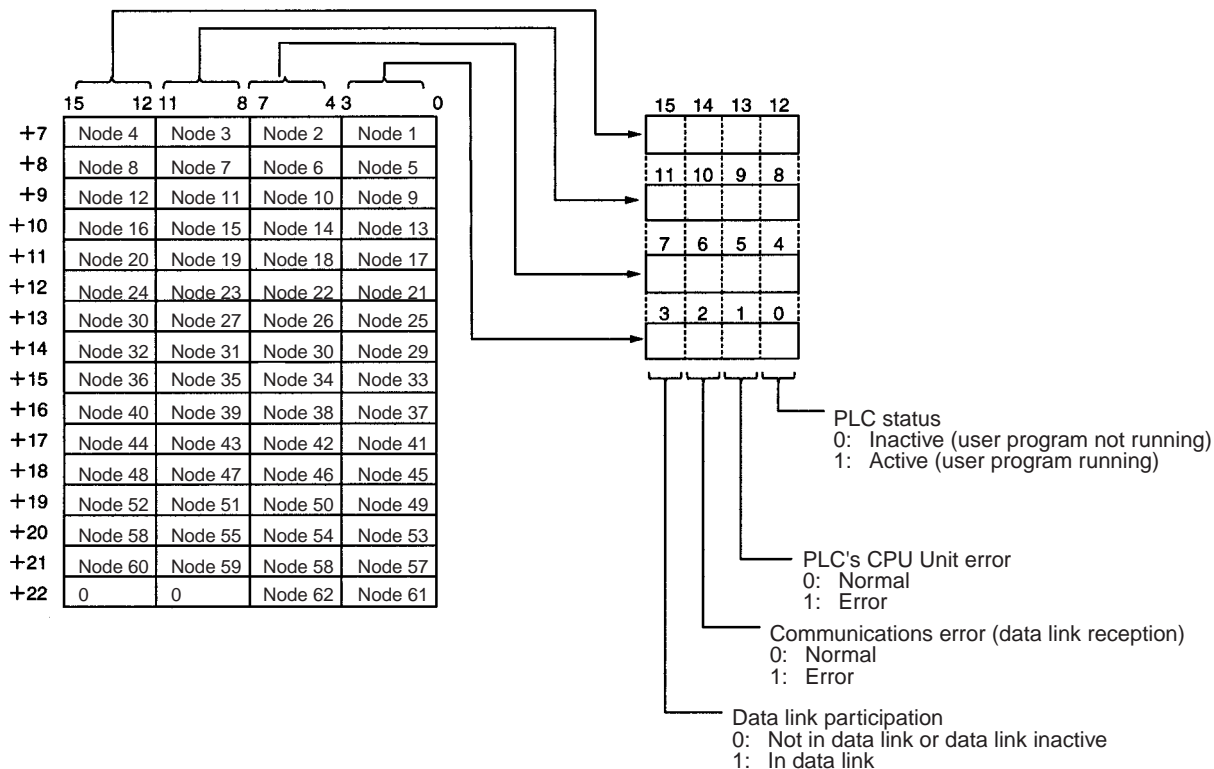 15 12 11 8 7 4 3 0
+7 Node 4 Node 3 Node 2 Node 1
+8 Node 8 Node 7 Node 6 Node 5
+9 Node 12 Node 11 Node 10 Node 9
+10 Node 16 Node 15 Node 14 Node 13
+11 Node 20 Node 19 Node 18 Node 17
+12 Node 24 Node 23 Node 22 Node 21
+13 Node 30 Node 27 Node 26 Node 25
+14 Node 32 Node 31 Node 30 Node 29
+15 Node 36 Node 35 Node 34 Node 33
+16 Node 40 Node 39 Node 38 Node 37
+17 Node 44 Node 43 Node 42 Node 41
+18 Node 48 Node 47 Node 46 Node 45
+19 Node 52 Node 51 Node 50 Node 49
+20 Node 58 Node 55 Node 54 Node 53
+21 Node 60 Node 59 Node 58 Node 57
+22 0 0 Node 62 Node 61
15 14 13 12
11 10 9 8
7 6 5 4
3 2 1 0
PLC status
0: Inactive (user program not running)
1: Active (user program running)
PLC's CPU Unit error
0: Normal
1: Error
Communications error (data link reception)
0: Normal
1: Error
Data link participation
0: Not in data link or data link inactive
1: In data link